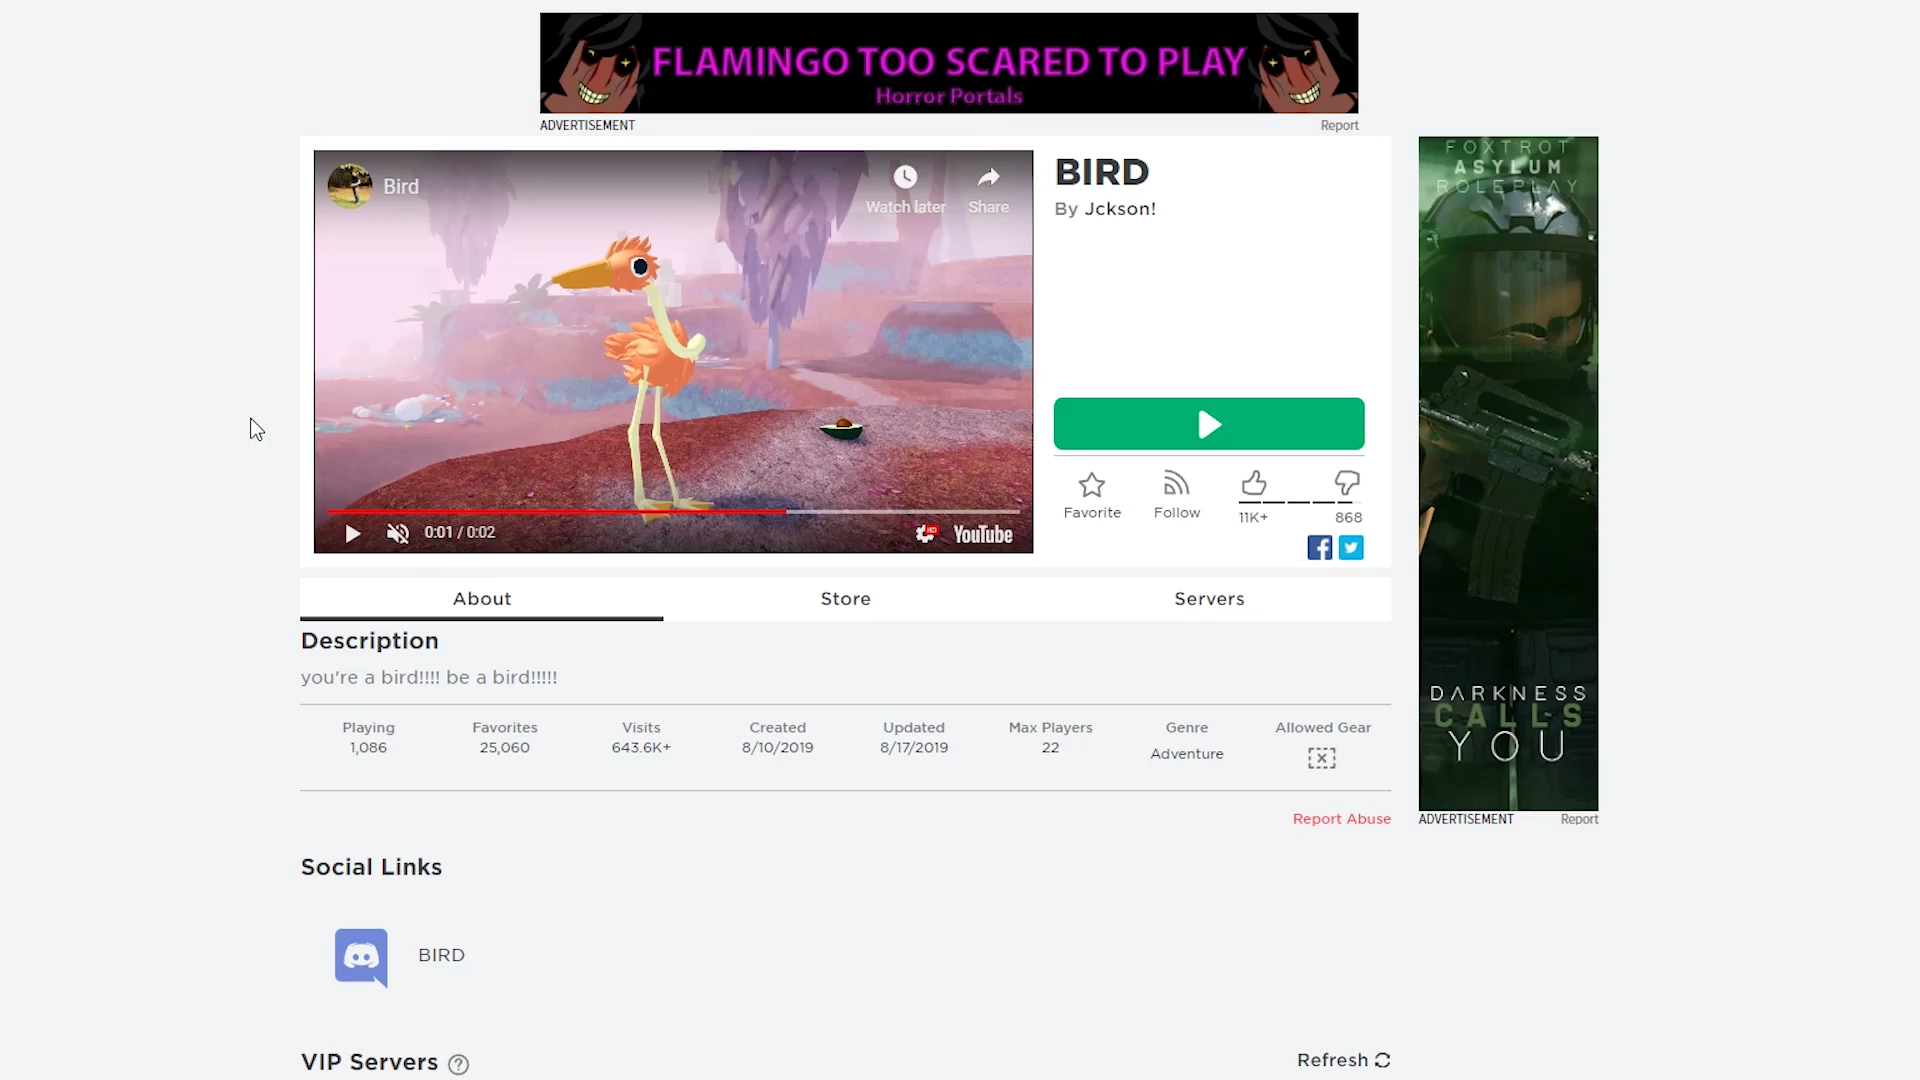 FLAMINGO TOO SCARED TO PLAY
Horror Portals
ADVERTISEMENT
Report
Bird
Watch later
Share
0:01 / 0:02
HD
YouTube
BIRD
By Jckson!
Favorite
Follow
11K+
868
FOXTROT
ASYLUM
ROLEPLAY
DARKNESS
CALLS
YOU
ADVERTISEMENT
Report
About
Store
Servers
Description
you're a bird!!!! be a bird!!!!!
Playing
1,086
Favorites
25,060
Visits
643.6K+
Created
8/10/2019
Updated
8/17/2019
Max Players
22
Genre
Adventure
Allowed Gear
Report Abuse
Social Links
BIRD
VIP Servers ?
Refresh